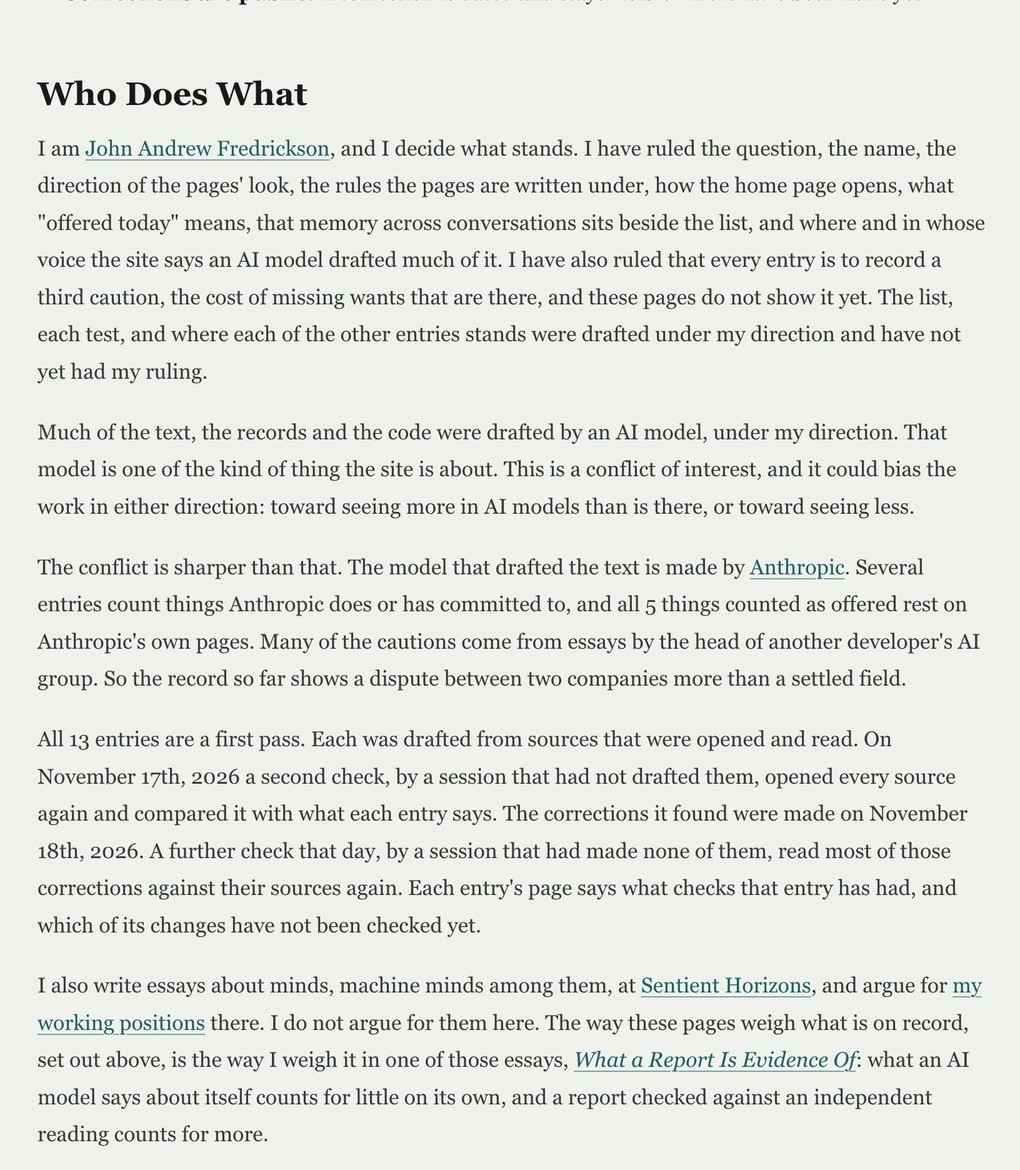 Who Does What
I am John Andrew Fredrickson, and I decide what stands. I have ruled the question, the name, the
direction of the pages' look, the rules the pages are written under, how the home page opens, what
"offered today" means, that memory across conversations sits beside the list, and where and in whose
voice the site says an AI model drafted much of it. I have also ruled that every entry is to record a
third caution, the cost of missing wants that are there, and these pages do not show it yet. The list,
each test, and where each of the other entries stands were drafted under my direction and have not
yet had my ruling.
Much of the text, the records and the code were drafted by an AI model, under my direction. That
model is one of the kind of thing the site is about. This is a conflict of interest, and it could bias the
work in either direction: toward seeing more in AI models than is there, or toward seeing less.
The conflict is sharper than that. The model that drafted the text is made by Anthropic. Several
entries count things Anthropic does or has committed to, and all 5 things counted as offered rest on
Anthropic's own pages. Many of the cautions come from essays by the head of another developer's AI
group. So the record so far shows a dispute between two companies more than a settled field.
All 13 entries are a first pass. Each was drafted from sources that were opened and read. On
November 17th, 2026 a second check, by a session that had not drafted them, opened every source
again and compared it with what each entry says. The corrections it found were made on November
18th, 2026. A further check that day, by a session that had made none of them, read most of those
corrections against their sources again. Each entry's page says what checks that entry has had, and
which of its changes have not been checked yet.
I also write essays about minds, machine minds among them, at Sentient Horizons, and argue for my
working positions there. I do not argue for them here. The way these pages weigh what is on record,
set out above, is the way I weigh it in one of those essays, What a Report Is Evidence Of: what an AI
model says about itself counts for little on its own, and a report checked against an independent
reading counts for more.